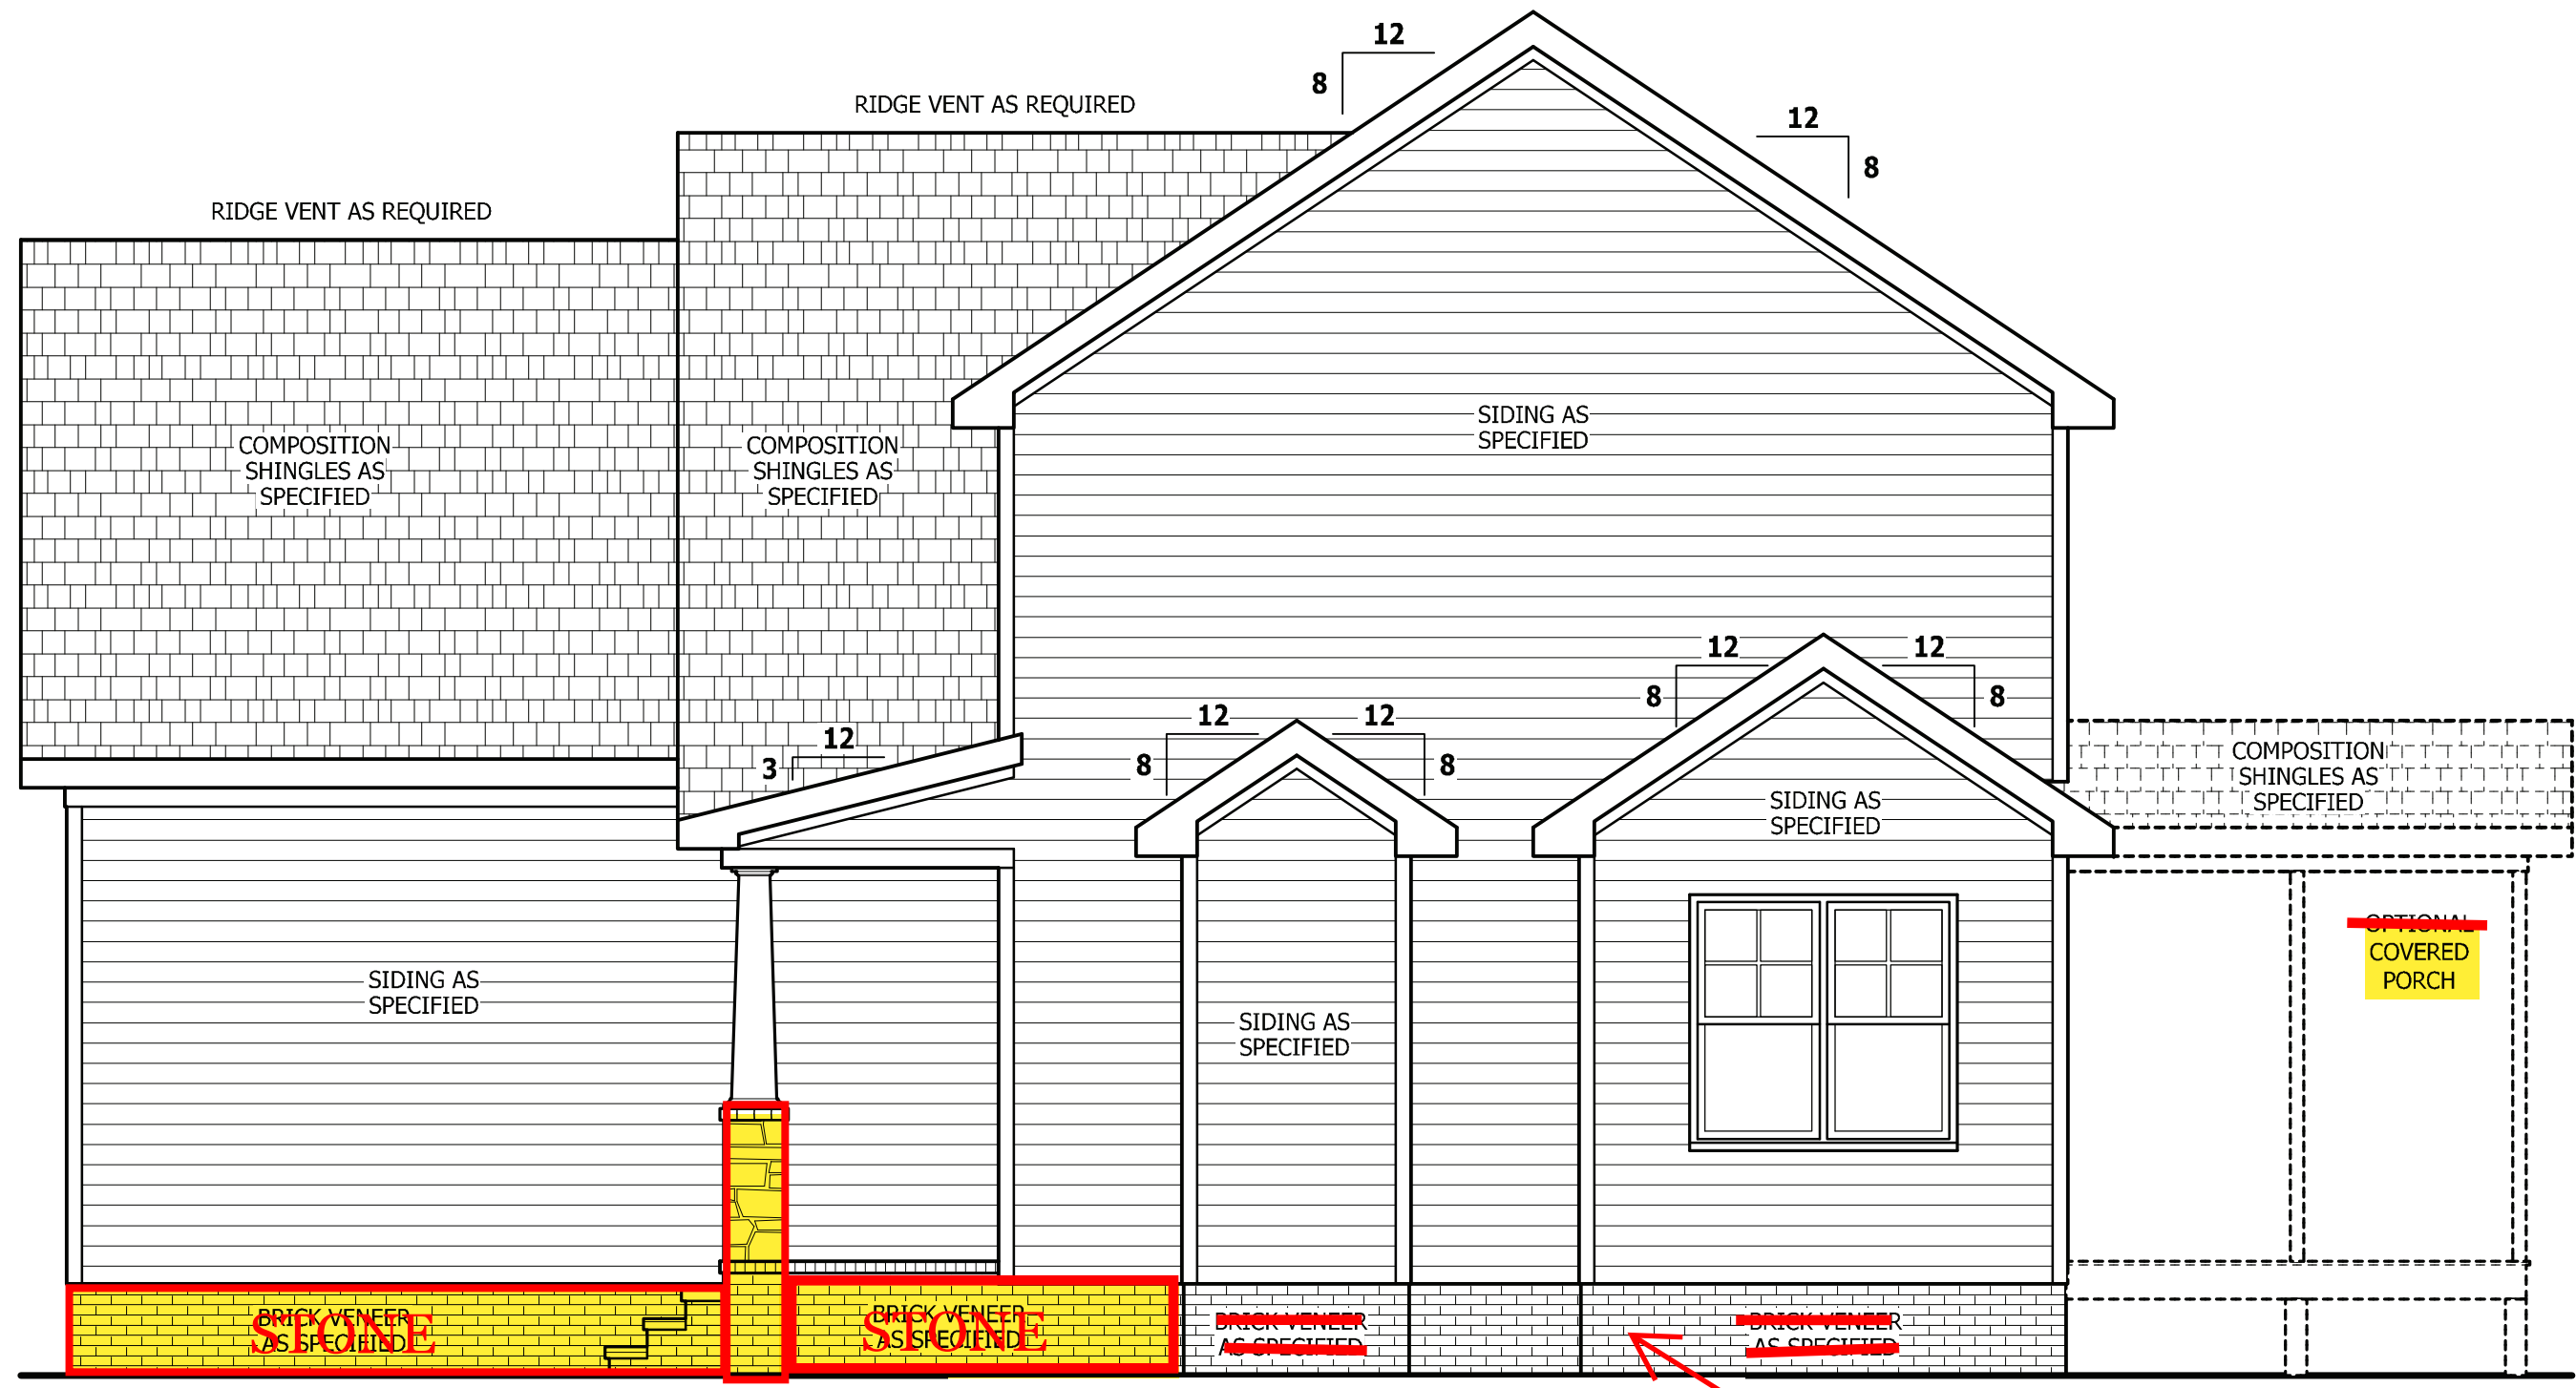 12
8
12
8
RIDGE VENT AS REQUIRED
RIDGE VENT AS REQUIRED
COMPOSITION
SHINGLES AS
SPECIFIED
COMPOSITION
SHINGLES AS
SPECIFIED
SIDING AS
SPECIFIED
12
3
12
8
12
8
12
8
12
8
SIDING AS
SPECIFIED
COMPOSITION
SHINGLES AS
SPECIFIED
OPTIONAL
COVERED
PORCH
SIDING AS
SPECIFIED
SIDING AS
SPECIFIED
BRICK VENEER
AS SPECIFIED
STONE
BRICK VENEER
AS SPECIFIED
STONE
BRICK VENEER
AS SPECIFIED
BRICK VENEER
AS SPECIFIED